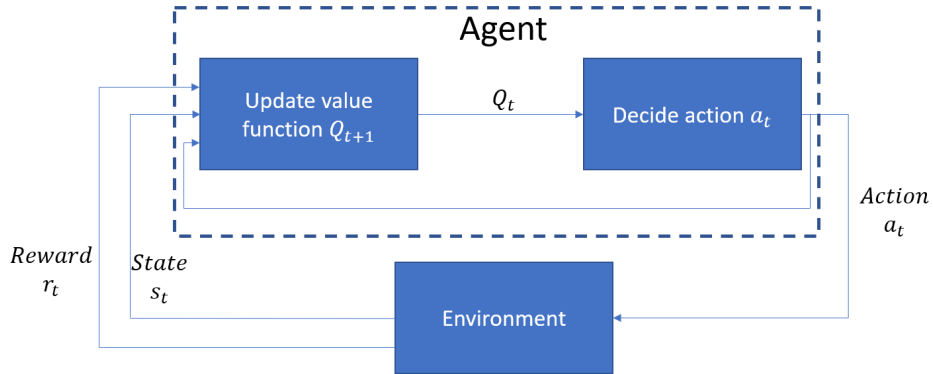 Agent
Update value
function Q_{t+1}
Q_t
Decide action a_t
Action
a_t
Reward
r_t
State
s_t
Environment